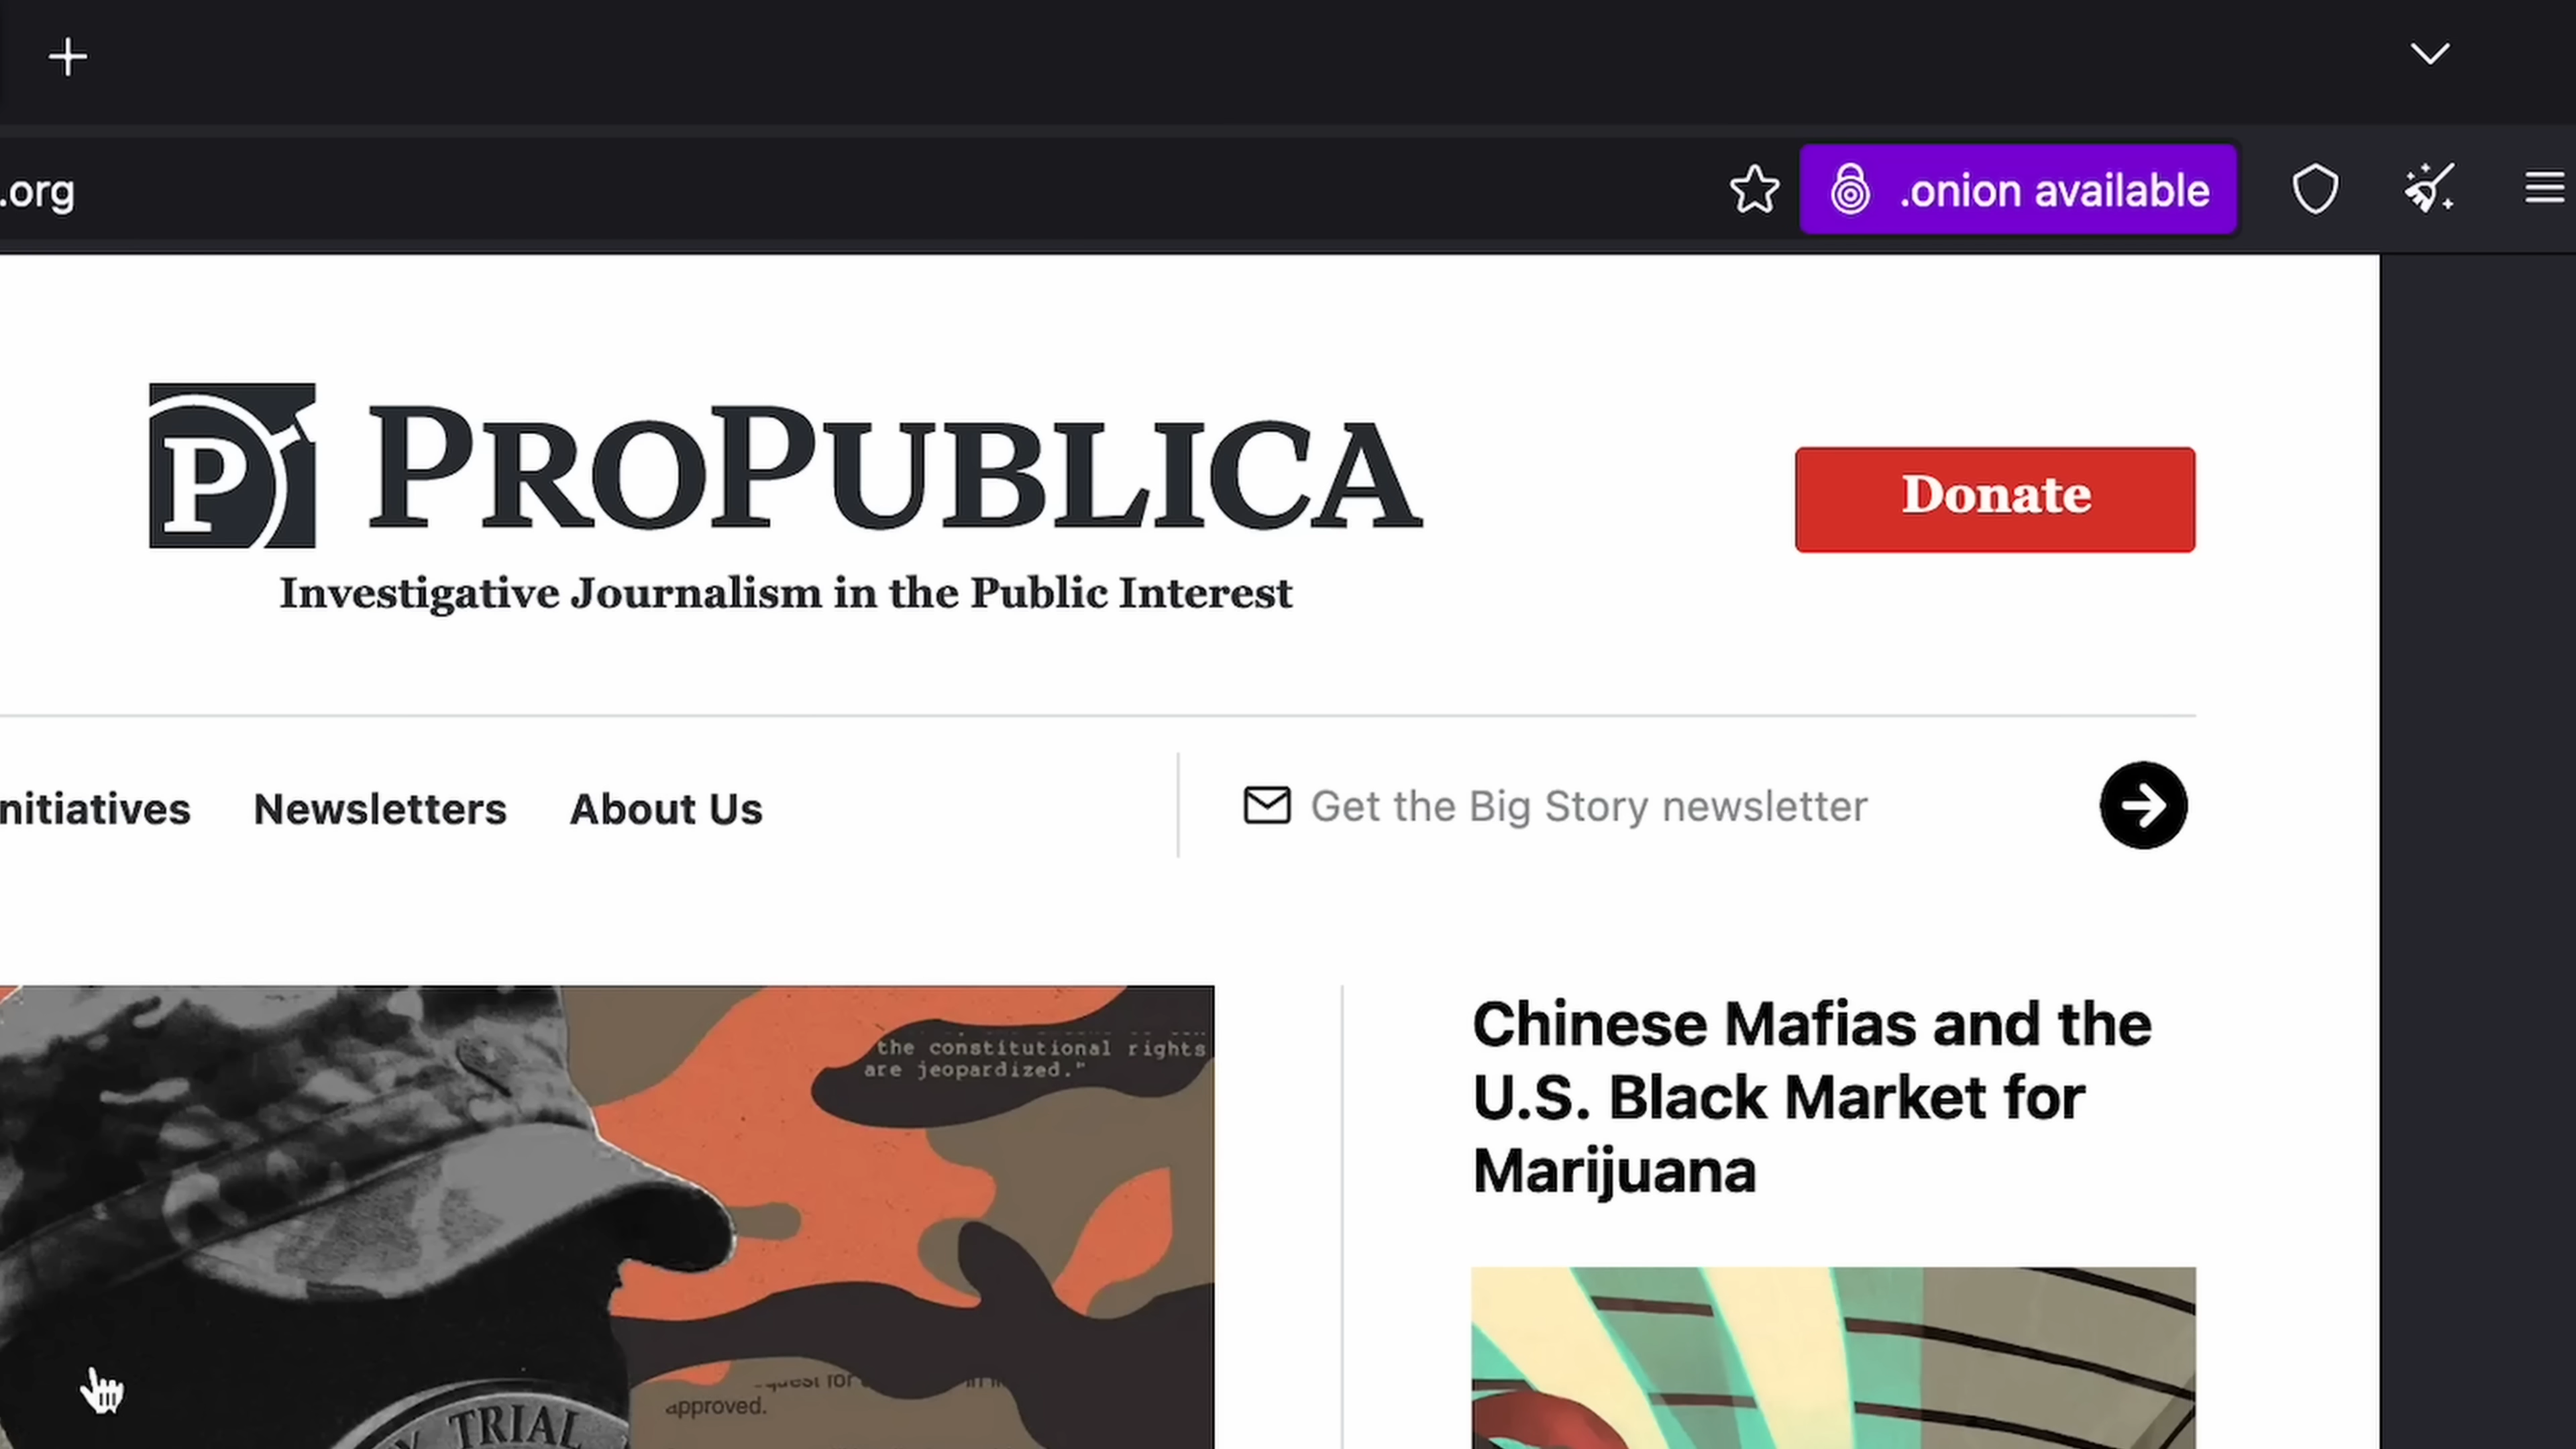 .org
.onion available
PROPUBLICA
Donate
Investigative Journalism in the Public Interest
nitiatives Newsletters About Us
Get the Big Story newsletter
Chinese Mafias and the
U.S. Black Market for
Marijuana
the constitutional rights
are jeopardized."
approved.
TRIAL